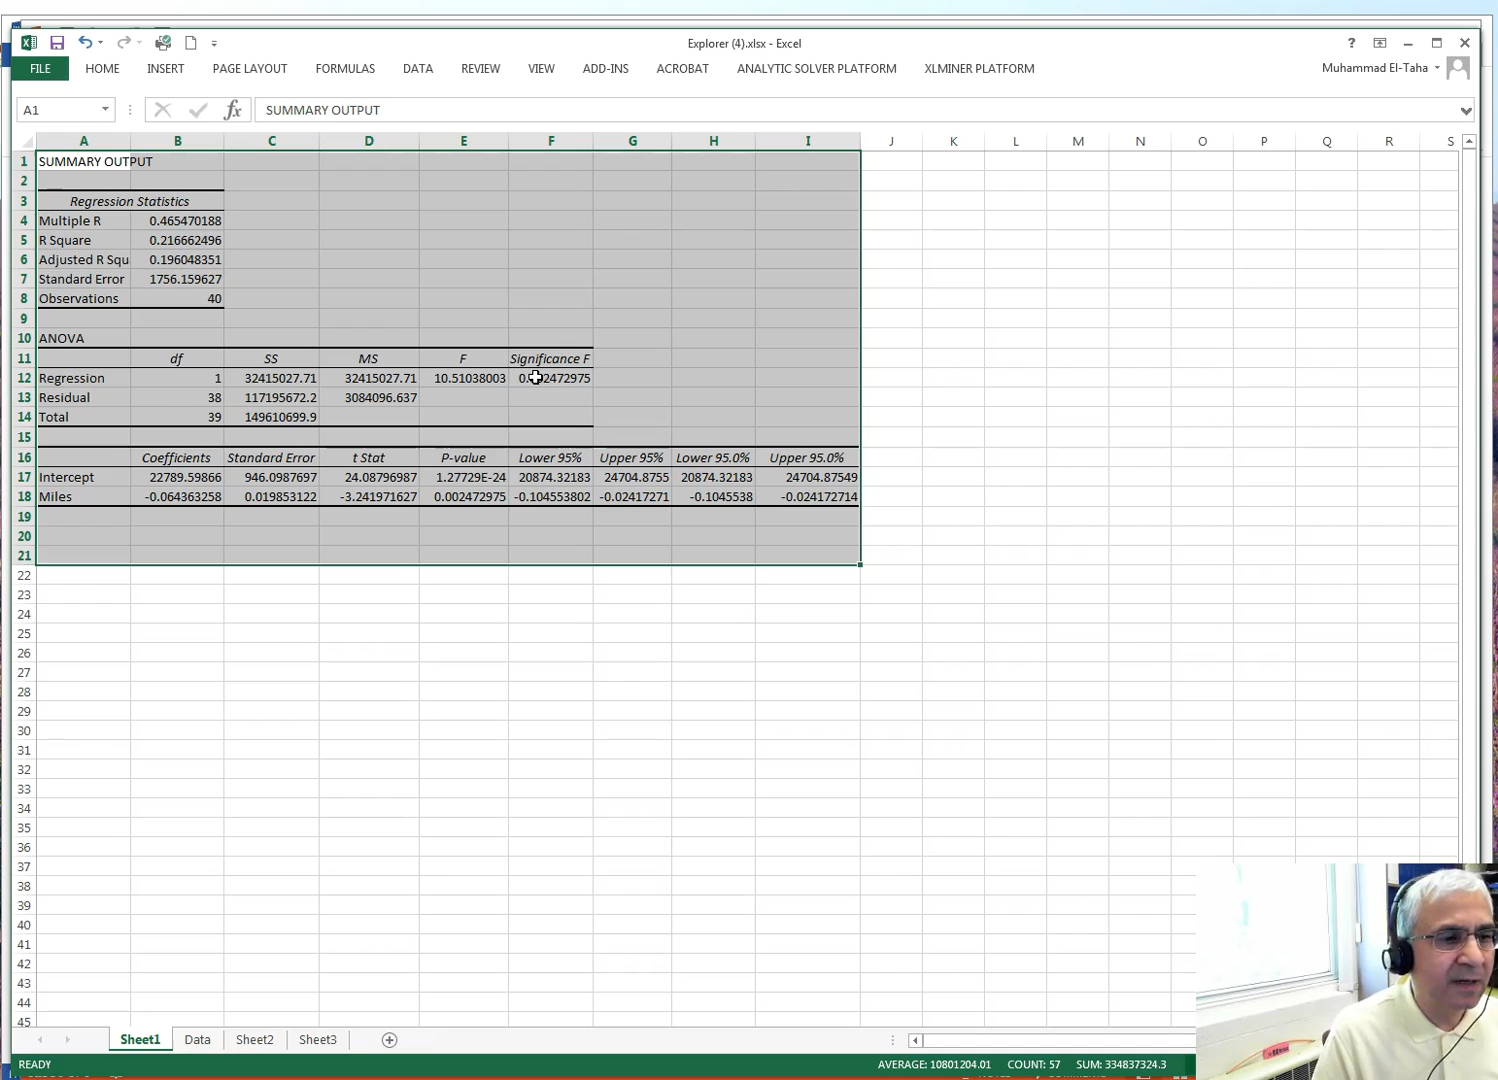 Explorer (4).xlsx - Excel
FILE HOME INSERT PAGE LAYOUT FORMULAS DATA REVIEW VIEW ADD-INS ACROBAT ANALYTIC SOLVER PLATFORM XLMINER PLATFORM Muhammad El-Taha
A1 fx SUMMARY OUTPUT
A B C D E F G H I J K L M N O P Q R S
1 SUMMARY OUTPUT
2
3 Regression Statistics
4 Multiple R 0.465470188
5 R Square 0.216662496
6 Adjusted R Squ 0.196048351
7 Standard Error 1756.159627
8 Observations 40
9
10 ANOVA
11 df SS MS F Significance F
12 Regression 1 32415027.71 32415027.71 10.51038003 2472975
13 Residual 38 117195672.2 3084096.637
14 Total 39 149610699.9
15
16 Coefficients Standard Error t Stat P-value Lower 95% Upper 95% Lower 95.0% Upper 95.0%
17 Intercept 22789.59866 946.0987697 24.08796987 1.27729E-24 20874.32183 24704.8755 20874.32183 24704.87549
18 Miles -0.064363258 0.019853122 -3.241971627 0.002472975 -0.104553802 -0.02417271 -0.1045538 -0.024172714
19
20
21
22
23
24
25
26
27
28
29
30
31
32
33
34
35
36
37
38
39
40
41
42
43
44
45
Sheet1 Data Sheet2 Sheet3
READY AVERAGE: 10801204.01 COUNT: 57 SUM: 334837324.3